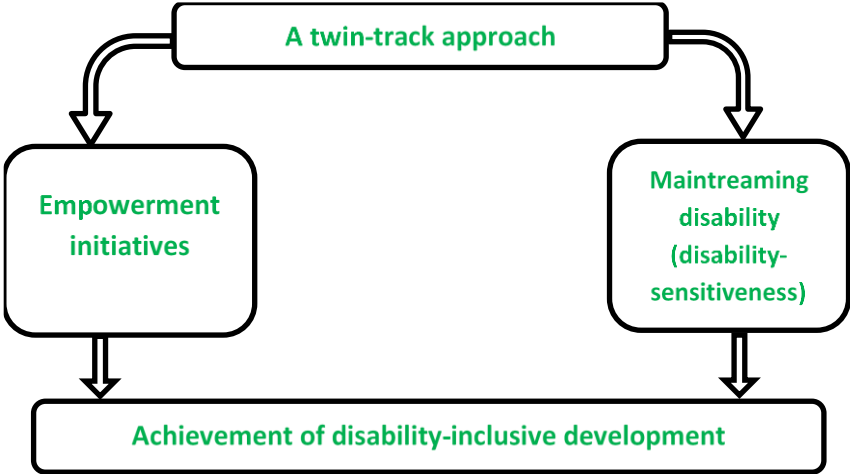 A twin-track approach
Empowerment
initiatives
Maintreaming
disability
(disability-
sensitiveness)
Achievement of disability-inclusive development